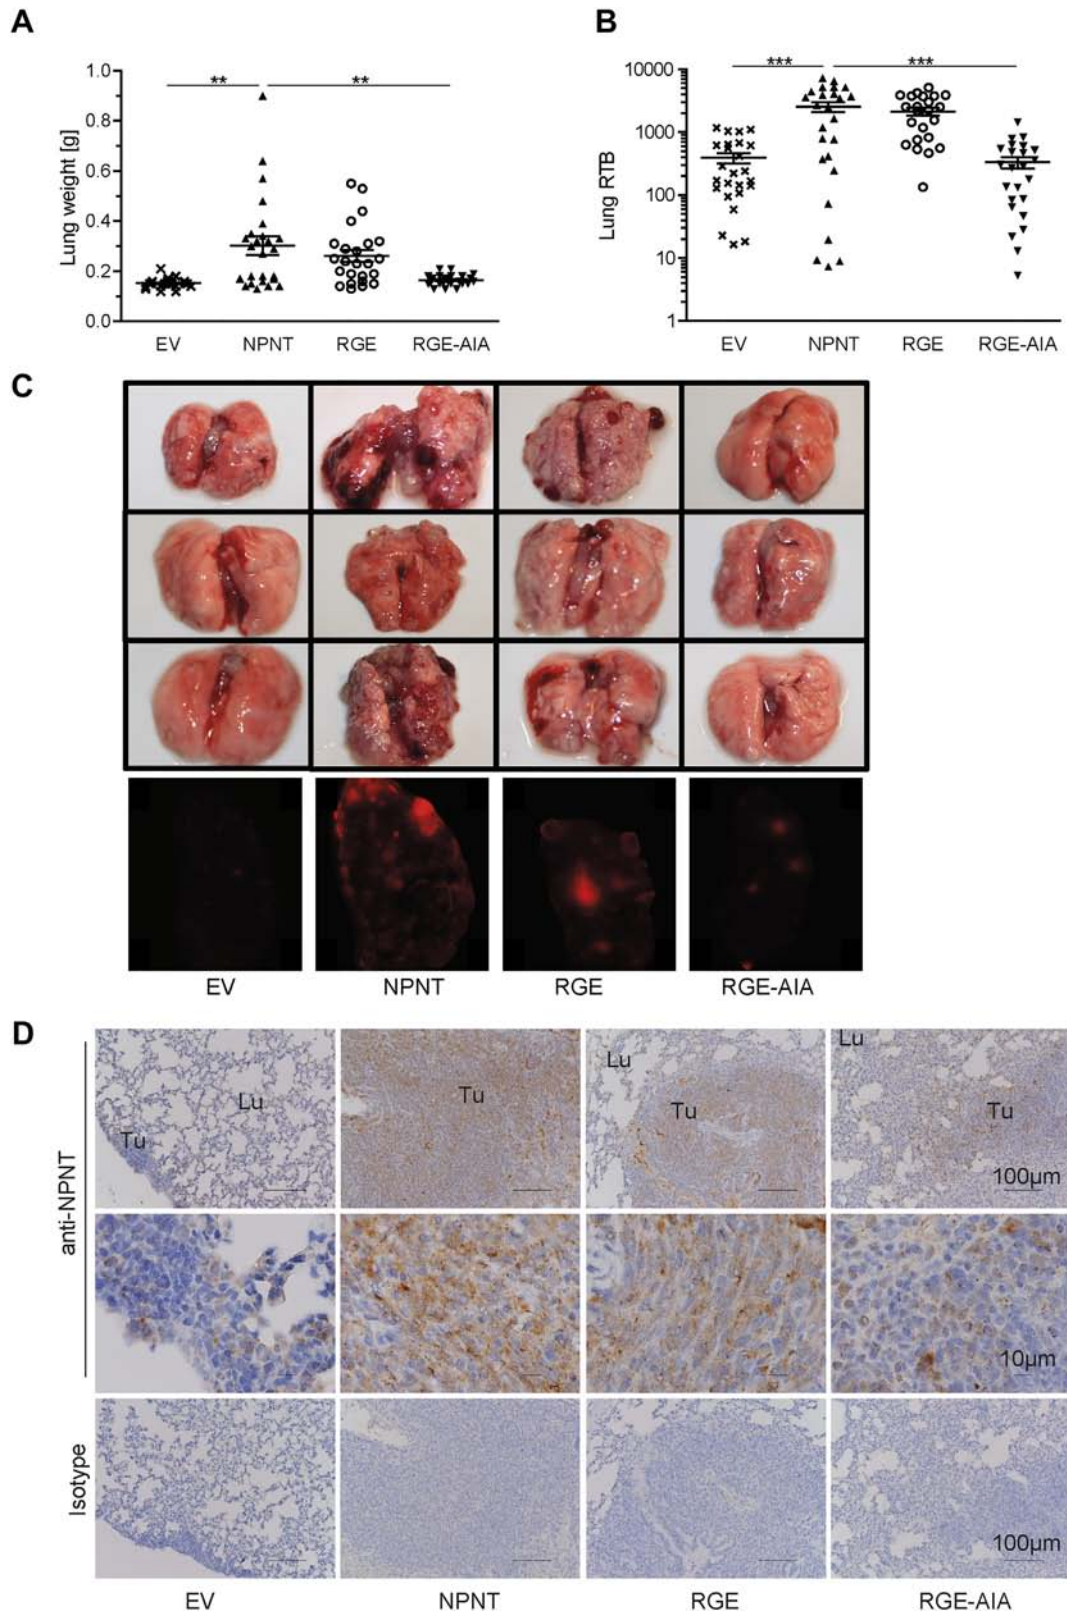 A
Lung weight [g]
1.0
0.8
0.6
0.4
0.2
0.0
**
**
EV
NPNT
RGE
RGE-AIA
B
Lung RTB
10000
1000
100
10
1
***
***
EV
NPNT
RGE
RGE-AIA
C
EV
NPNT
RGE
RGE-AIA
D
anti-NPNT
Tu
Lu
Tu
Lu
Tu
Lu
Tu
100µm
10µm
Isotype
100µm
EV
NPNT
RGE
RGE-AIA